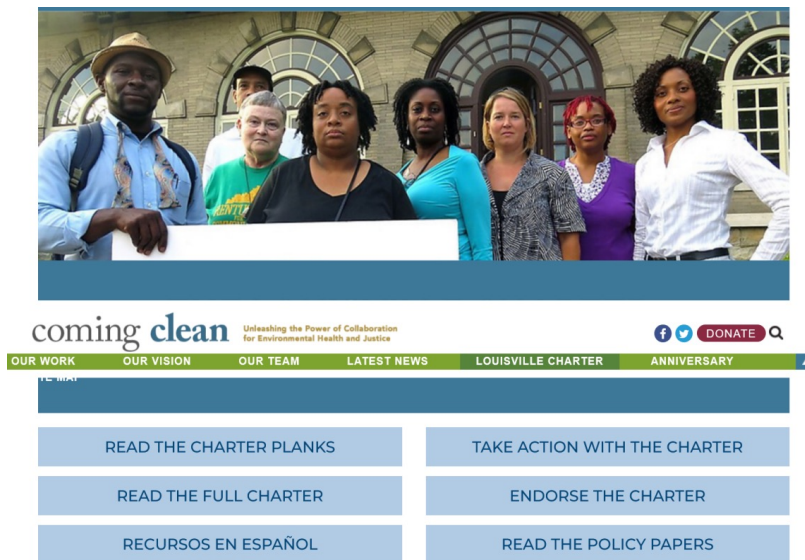 KENTU
coming clean
Unleashing the Power of Collaboration
for Environmental Health and Justice
DONATE
OUR WORK
OUR VISION
OUR TEAM
LATEST NEWS
LOUISVILLE CHARTER
ANNIVERSARY
READ THE CHARTER PLANKS
TAKE ACTION WITH THE CHARTER
READ THE FULL CHARTER
ENDORSE THE CHARTER
RECURSOS EN ESPAÑOL
READ THE POLICY PAPERS